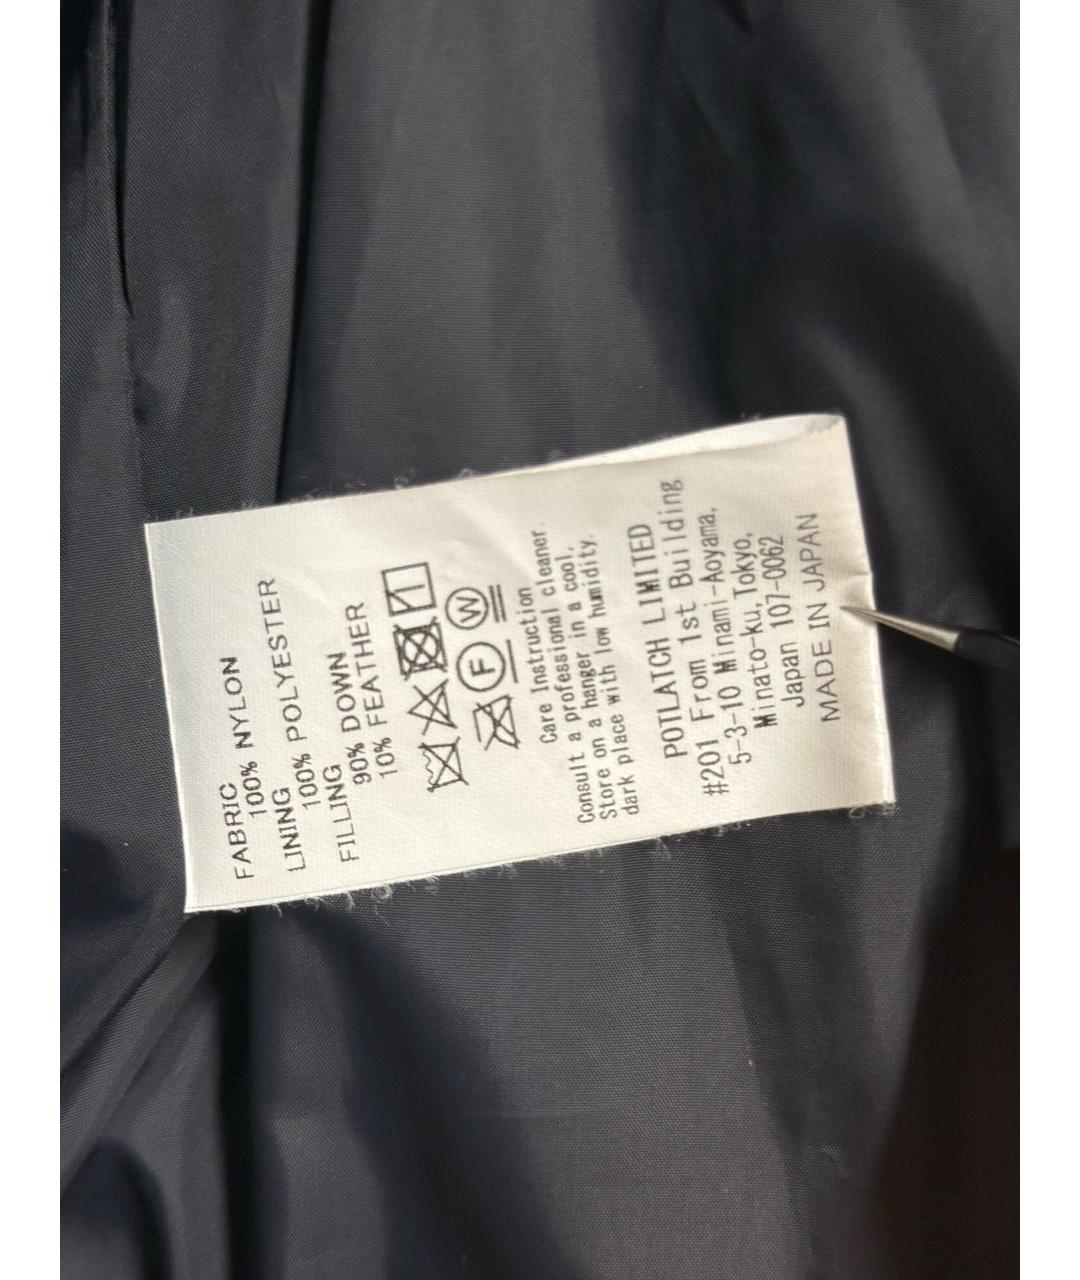 FABRIC
100% NYLON
LINING
100% POLYESTER
FILLING
90% DOWN
10% FEATHER
F W
Care Instruction
Consult a professional cleaner.
Store on a hanger in a cool,
dark place with low humidity.
POTLATCH LIMITED
#201 From 1st Building
5-3-10 Minami-Aoyama,
Minato-ku, Tokyo,
Japan 107-0062
MADE IN JAPAN